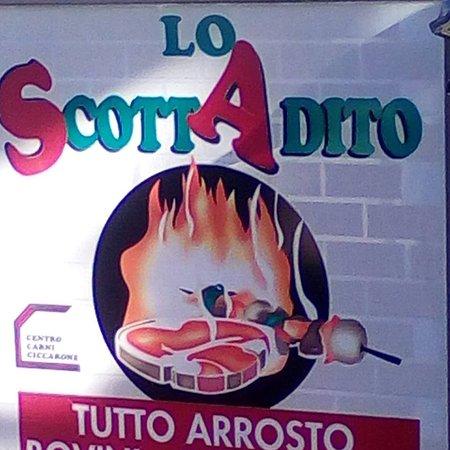 LO
SCOTTADITO
CENTRO
CARNI
CICCARONE
TUTTO ARROSTO